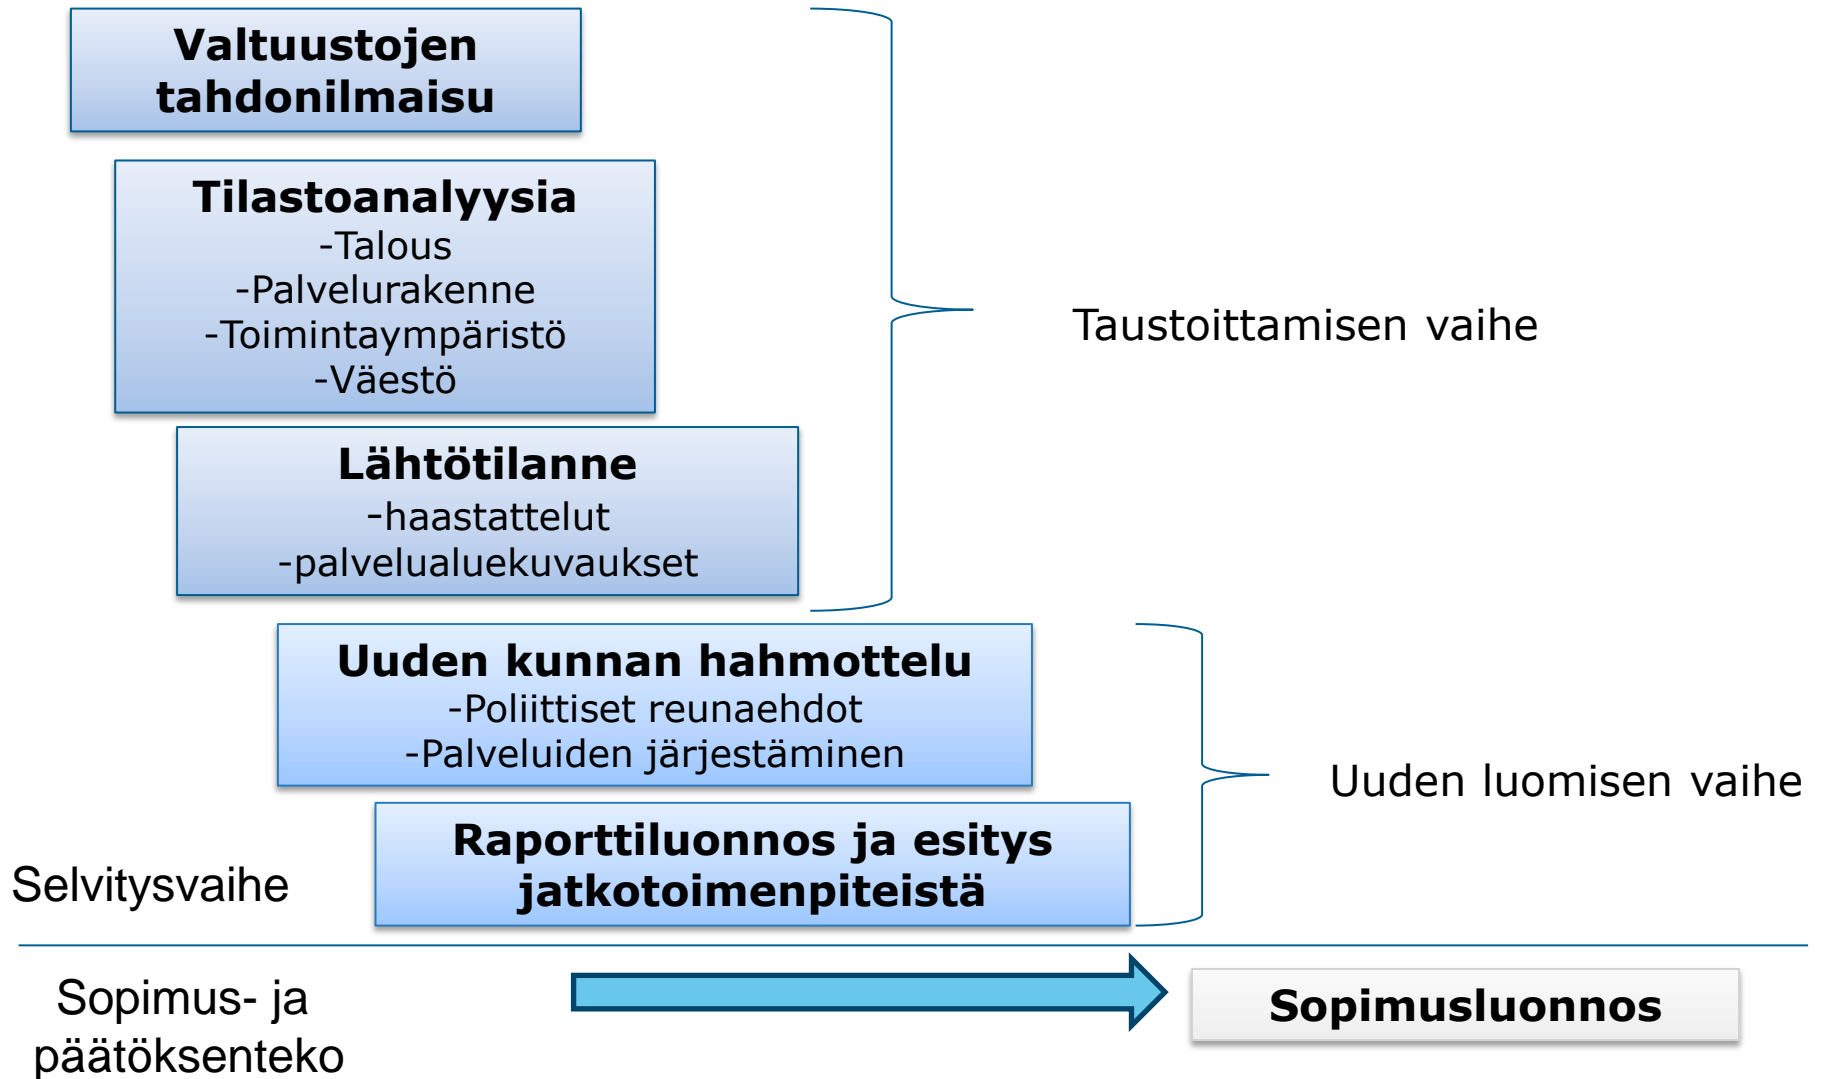 Valtuustojen
tahdonilmaisu
Tilastoanalyysia
-Talous
-Palvelurakenne
-Toimintaympäristö
-Väestö
Lähtötilanne
-haastattelut
-palvelualuekuvaukset
Taustoittamisen vaihe
Uuden kunnan hahmottelu
-Poliittiset reunaehdot
-Palveluiden järjestäminen
Raporttiluonnos ja esitys
jatkotoimenpiteistä
Uuden luomisen vaihe
Selvitysvaihe
Sopimus- ja
päätöksenteko
Sopimusluonnos